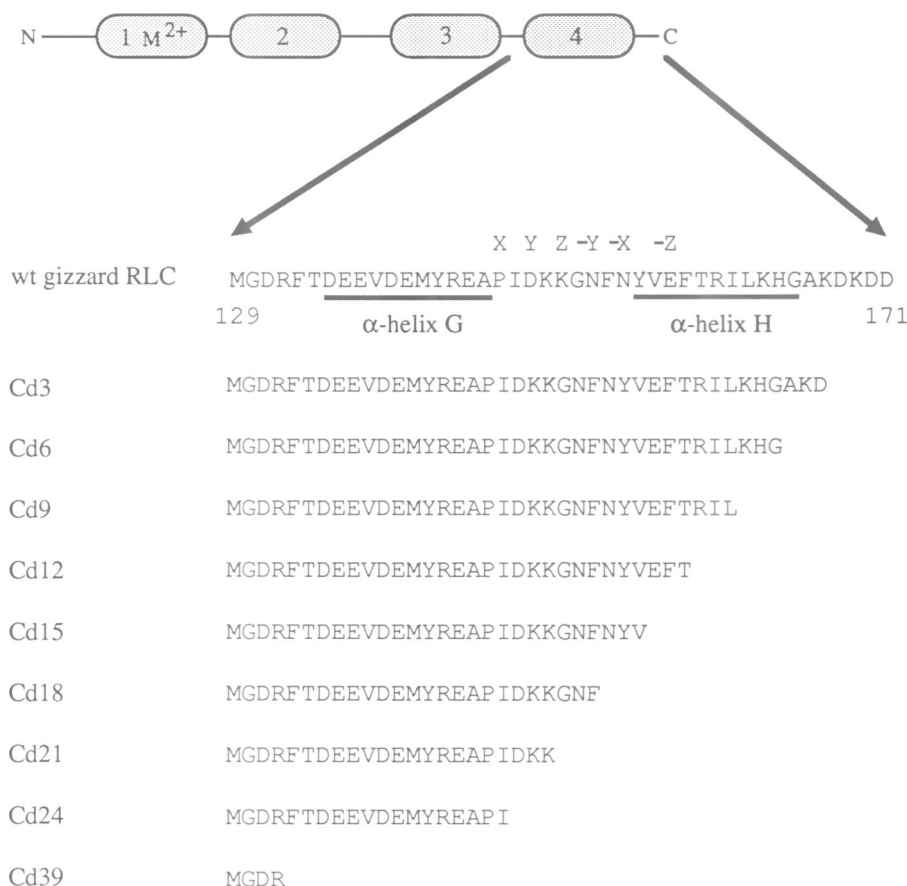 N 1 M²⁺ 2 3 4 C
X Y Z -Y -X -Z
wt gizzard RLC MGDRFTDEEVDEMYREAPIDKKGNFNYVEFTRILKHGAKDKDD
129 α-helix G α-helix H 171
Cd3 MGDRFTDEEVDEMYREAPIDKKGNFNYVEFTRILKHGAKD
Cd6 MGDRFTDEEVDEMYREAPIDKKGNFNYVEFTRILKHG
Cd9 MGDRFTDEEVDEMYREAPIDKKGNFNYVEFTRIL
Cd12 MGDRFTDEEVDEMYREAPIDKKGNFNYVEFT
Cd15 MGDRFTDEEVDEMYREAPIDKKGNFNYV
Cd18 MGDRFTDEEVDEMYREAPIDKKGNF
Cd21 MGDRFTDEEVDEMYREAPIDKK
Cd24 MGDRFTDEEVDEMYREAPI
Cd39 MGDR